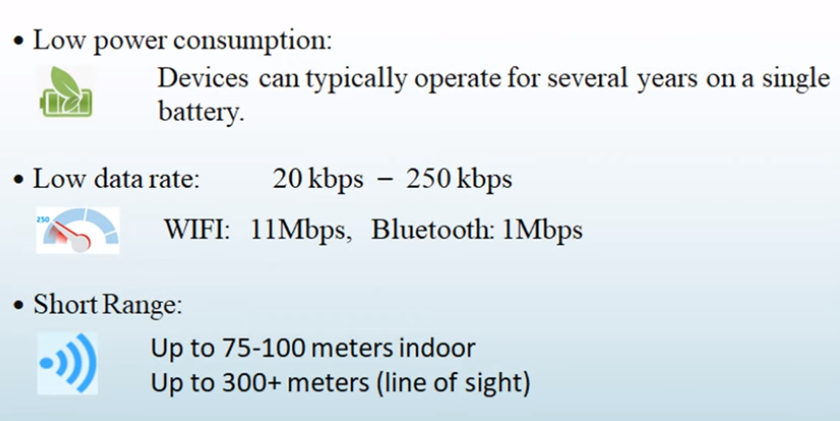 • Low power consumption:
Devices can typically operate for several years on a single
battery.
• Low data rate: 20 kbps – 250 kbps
250
WIFI: 11Mbps, Bluetooth: 1Mbps
• Short Range:
Up to 75-100 meters indoor
Up to 300+ meters (line of sight)